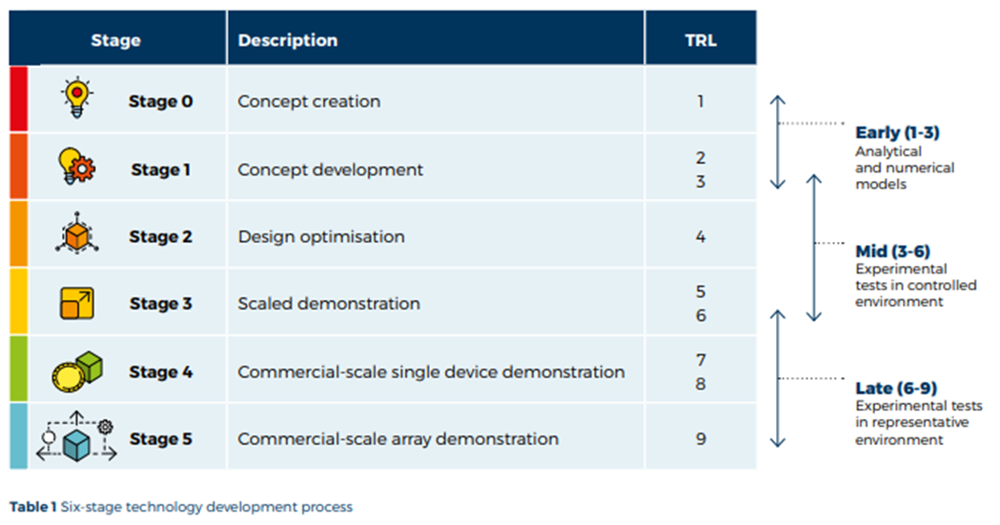 Stage Description TRL
Stage 0 Concept creation 1
Stage 1 Concept development 2
3
Stage 2 Design optimisation 4
Stage 3 Scaled demonstration 5
6
Stage 4 Commercial-scale single device demonstration 7
8
Stage 5 Commercial-scale array demonstration 9
Early (1-3)
Analytical
and numerical
models
Mid (3-6)
Experimental
tests in controlled
environment
Late (6-9)
Experimental tests
in representative
environment
Table 1 Six-stage technology development process